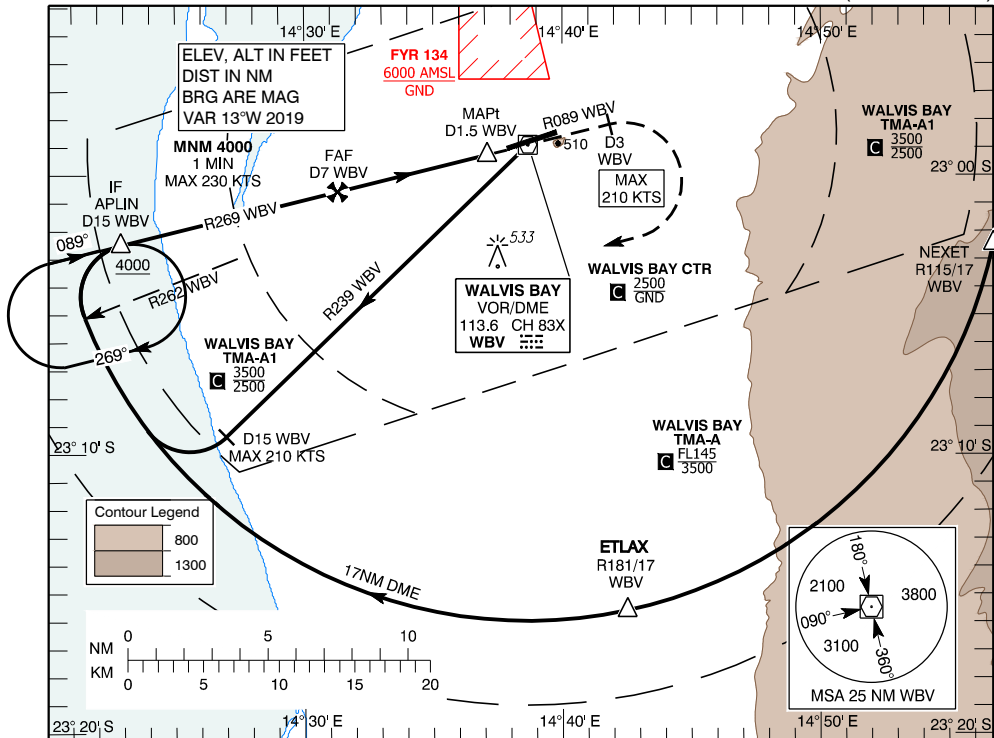 14° 30' E
14° 40' E
14° 50' E
ELEV, ALT IN FEET
DIST IN NM
BRG ARE MAG
VAR 13°W 2019
FYR 134
6000 AMSL
GND
MNM 4000
1 MIN
MAX 230 KTS
MAPt
D1.5 WBV
R089 WBV
510
D3
WBV
MAX
210 KTS
WALVIS BAY
TMA-A1
C
3500
2500
23° 00' S
FAF
D7 WBV
IF
APLIN
D15 WBV
R269 WBV
089°
4000
R262 WBV
269°
533
R239 WBV
WALVIS BAY
VOR/DME
113.6 CH 83X
WBV
WALVIS BAY CTR
C
2500
GND
NEXET
R115/17
WBV
WALVIS BAY
TMA-A1
C
3500
2500
D15 WBV
MAX 210 KTS
23° 10' S
23° 10' S
WALVIS BAY
TMA-A
C
FL145
3500
Contour Legend
800
1300
17NM DME
ETLAX
R181/17
WBV
180°
2100
3800
090°
3100
360°
MSA 25 NM WBV
NM
0 5 10
KM
0 5 10 15 20
23° 20' S
14° 30' E
14° 40' E
14° 50' E
23° 20' S